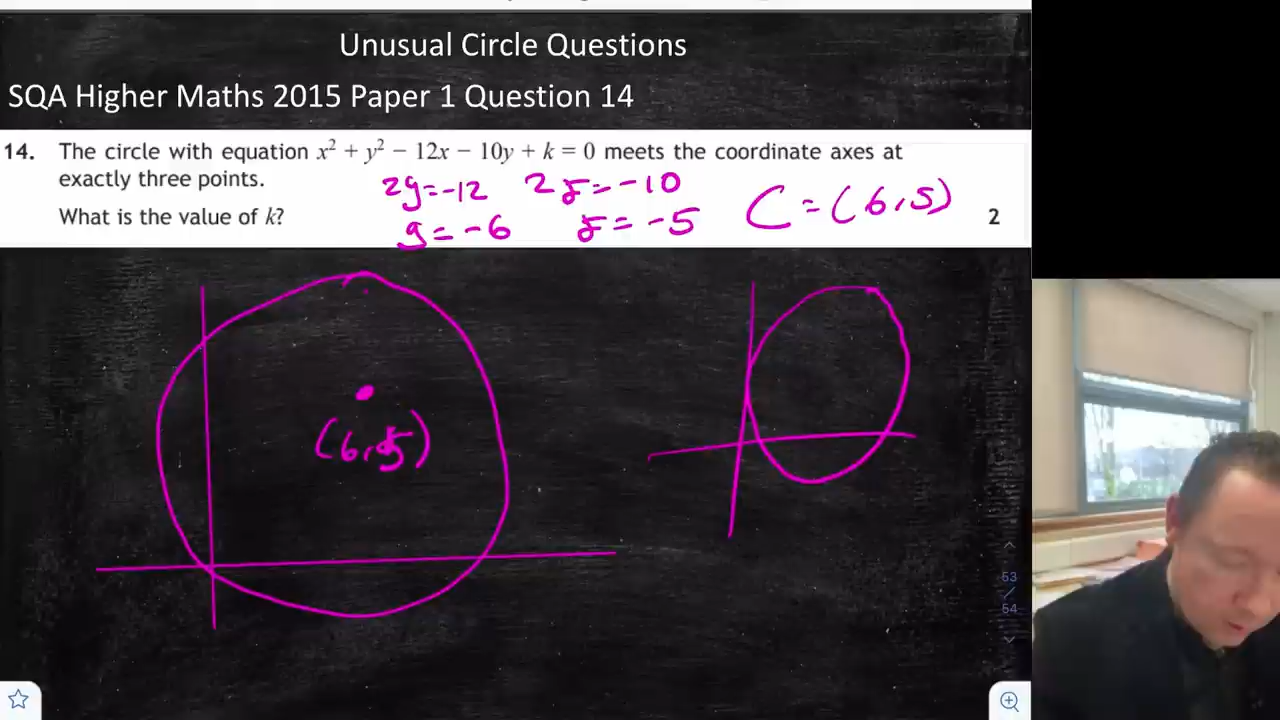 Unusual Circle Questions
SQA Higher Maths 2015 Paper 1 Question 14
14. The circle with equation x² + y² − 12x − 10y + k = 0 meets the coordinate axes at
exactly three points.
2g=-12 2f=-10
What is the value of k?
g=-6 f=-5 C=(6,5) 2
(6,5)
53
54